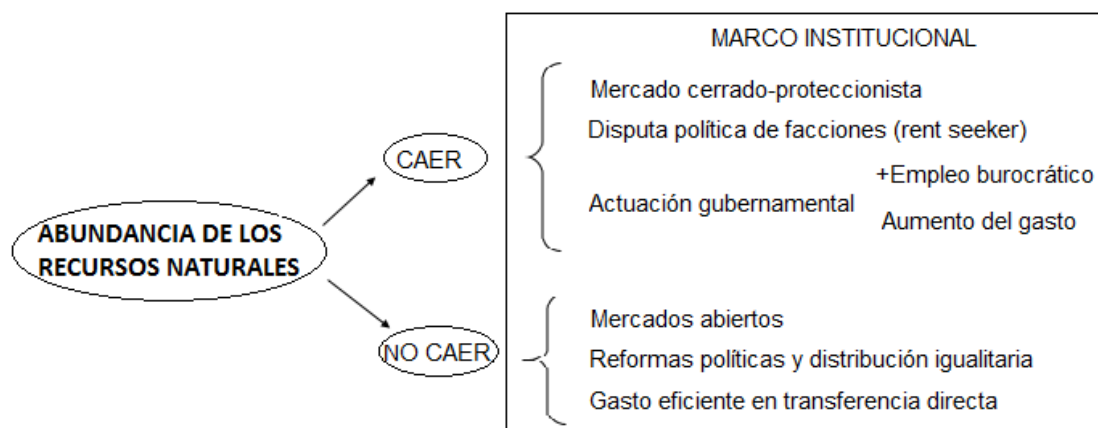 MARCO INSTITUCIONAL
Mercado cerrado-proteccionista
Disputa política de facciones (rent seeker)
CAER
+Empleo burocrático
Actuación gubernamental
Aumento del gasto
ABUNDANCIA DE LOS
RECURSOS NATURALES
Mercados abiertos
NO CAER
Reformas políticas y distribución igualitaria
Gasto eficiente en transferencia directa